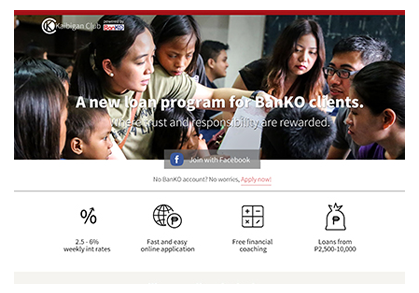 Kaibigan Club powered by BanKO
A new loan program for BanKO clients.
Where trust and responsibility are rewarded.
Join with Facebook
No BanKO account? No worries, Apply now!
2.5 - 6%
weekly int rates
Fast and easy
online application
Free financial
coaching
Loans from
₱2,500-10,000